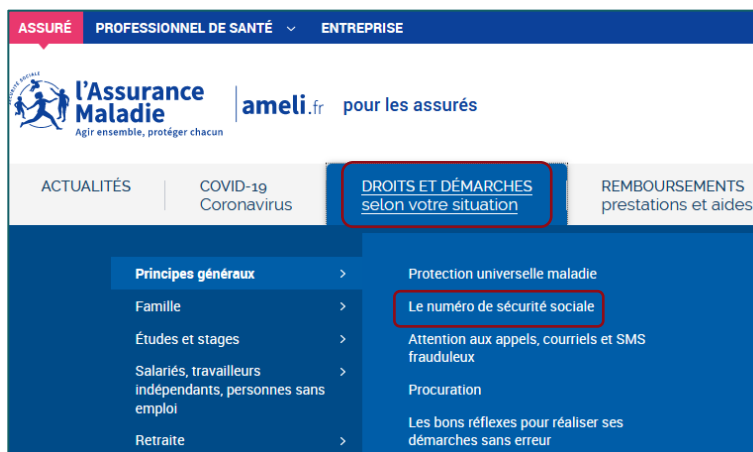 ASSURÉ PROFESSIONNEL DE SANTÉ ENTREPRISE
SÉCURITÉ SOCIALE
l'Assurance
Maladie
Agir ensemble, protéger chacun
ameli.fr pour les assurés
ACTUALITÉS
COVID-19
Coronavirus
DROITS ET DÉMARCHES
selon votre situation
REMBOURSEMENTS
prestations et aides
Principes généraux
Famille
Études et stages
Salariés, travailleurs
indépendants, personnes sans
emploi
Retraite
Protection universelle maladie
Le numéro de sécurité sociale
Attention aux appels, courriels et SMS
frauduleux
Procuration
Les bons réflexes pour réaliser ses
démarches sans erreur